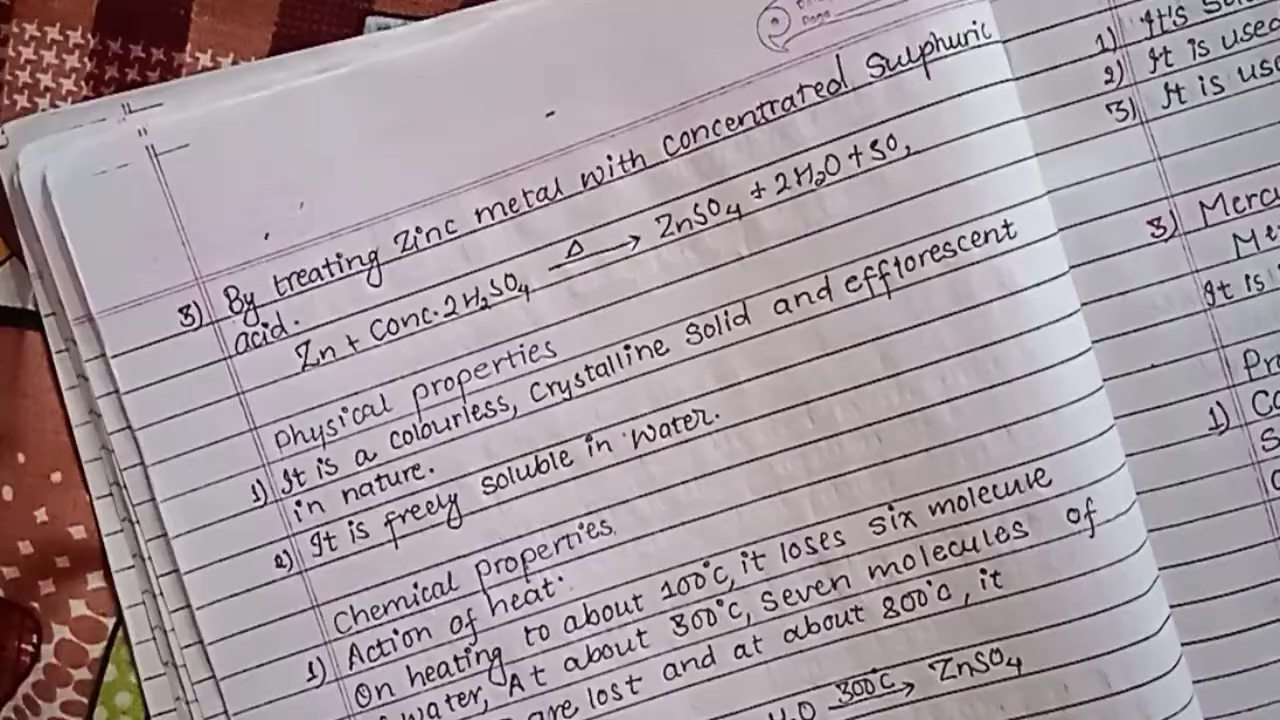 3) By treating Zinc metal with concentrated Sulphuric
acid.
Zn + Conc. 2H₂SO₄ —Δ→ ZnSO₄ + 2H₂O + SO₂
Physical properties
1) It is a colourless, Crystalline Solid and efflorescent
in nature.
2) It is freely soluble in water.
Chemical properties.
1) Action of heat:
On heating to about 100°C, it loses six molecule
water, At about 300°C, Seven molecules of
are lost and at about 800°C, it
300°C → ZnSO₄
1) It's
2) It is used
3) It is
3)
It is
1)